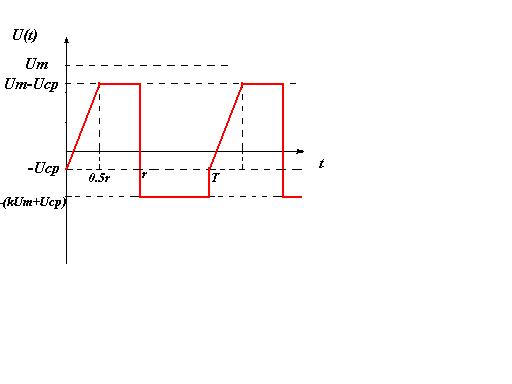 U(t)
Um
Um-Ucp
-Ucp
t
0.5r
r
T
-(kUm+Ucp)